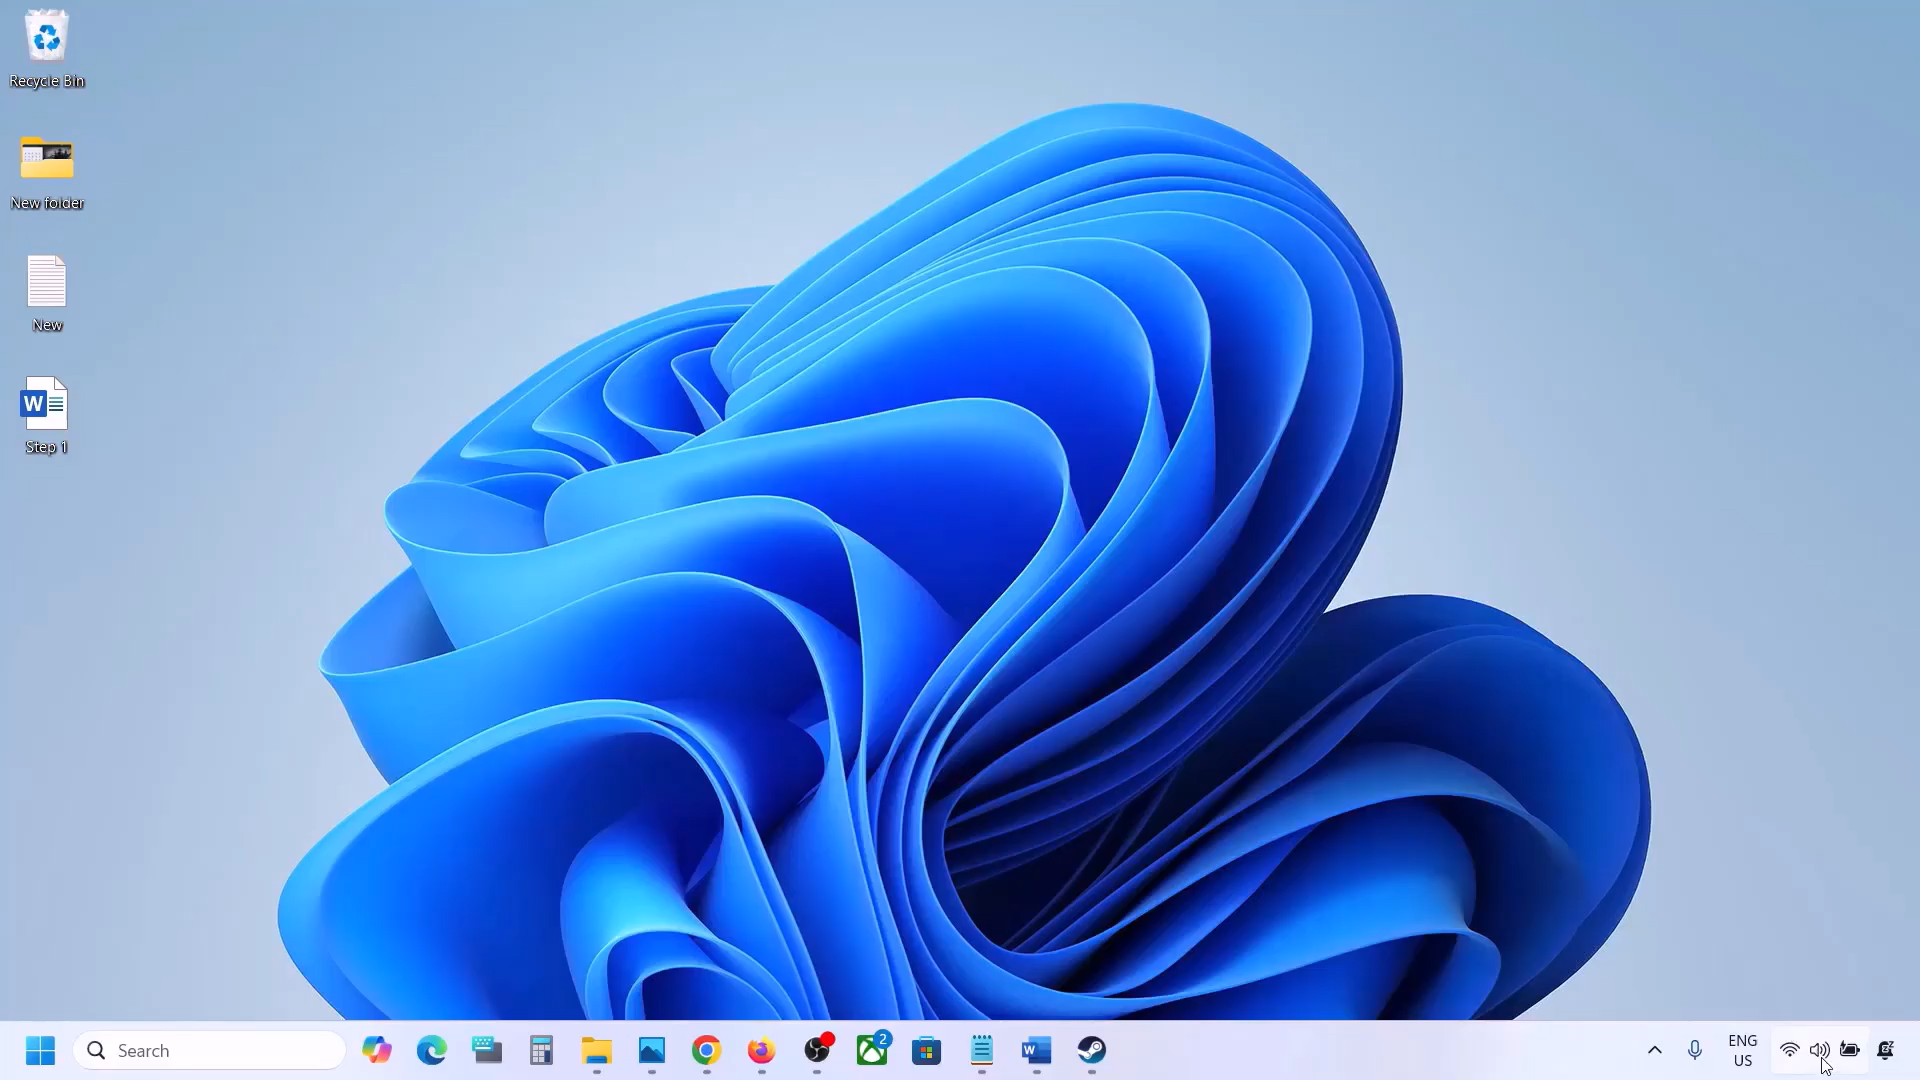 Recycle Bin
New folder
New
W
Step 1
Search
2
W
ENG
US